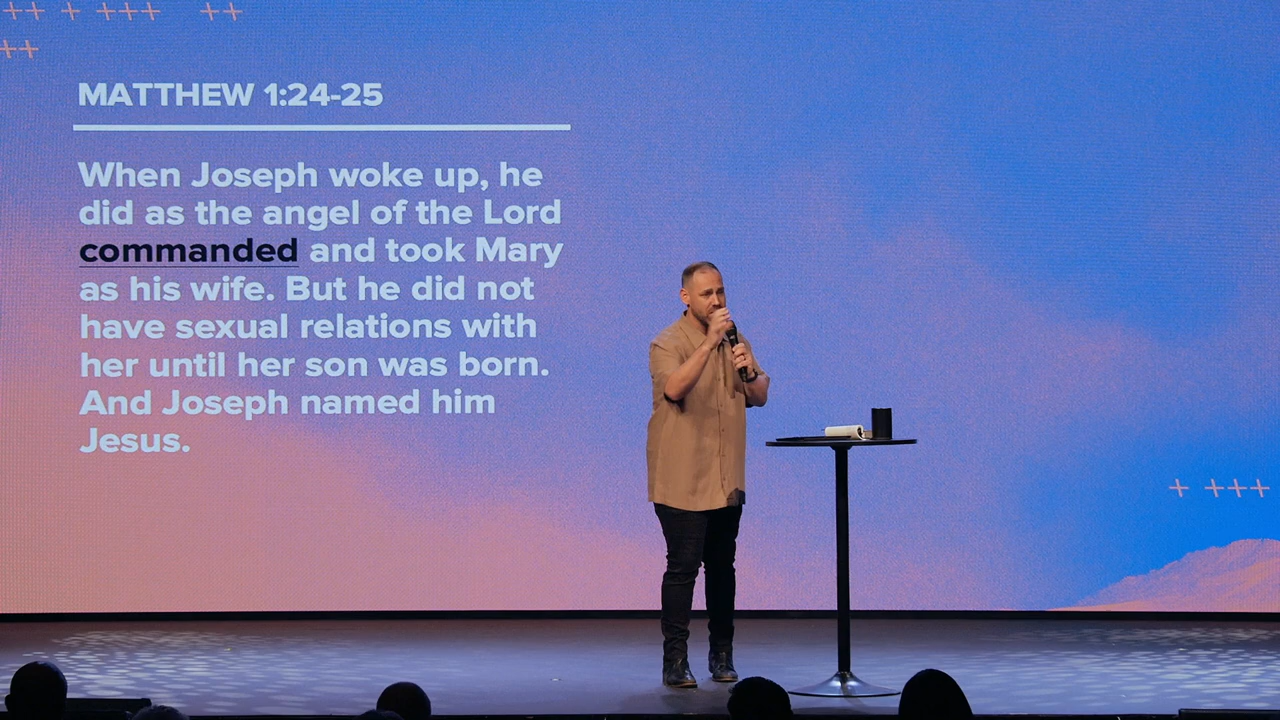 MATTHEW 1:24-25
When Joseph woke up, he
did as the angel of the Lord
commanded and took Mary
as his wife. But he did not
have sexual relations with
her until her son was born.
And Joseph named him
Jesus.